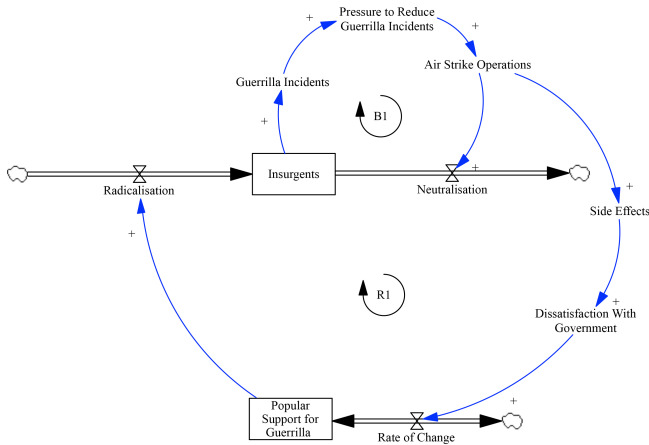 Pressure to Reduce
Guerrilla Incidents
+
+
Air Strike Operations
Guerrilla Incidents
B1
+
+
Insurgents
Radicalisation
Neutralisation
+
Side Effects
+
R1
+
Dissatisfaction With
Government
+
Popular
Support for
Guerrilla
Rate of Change